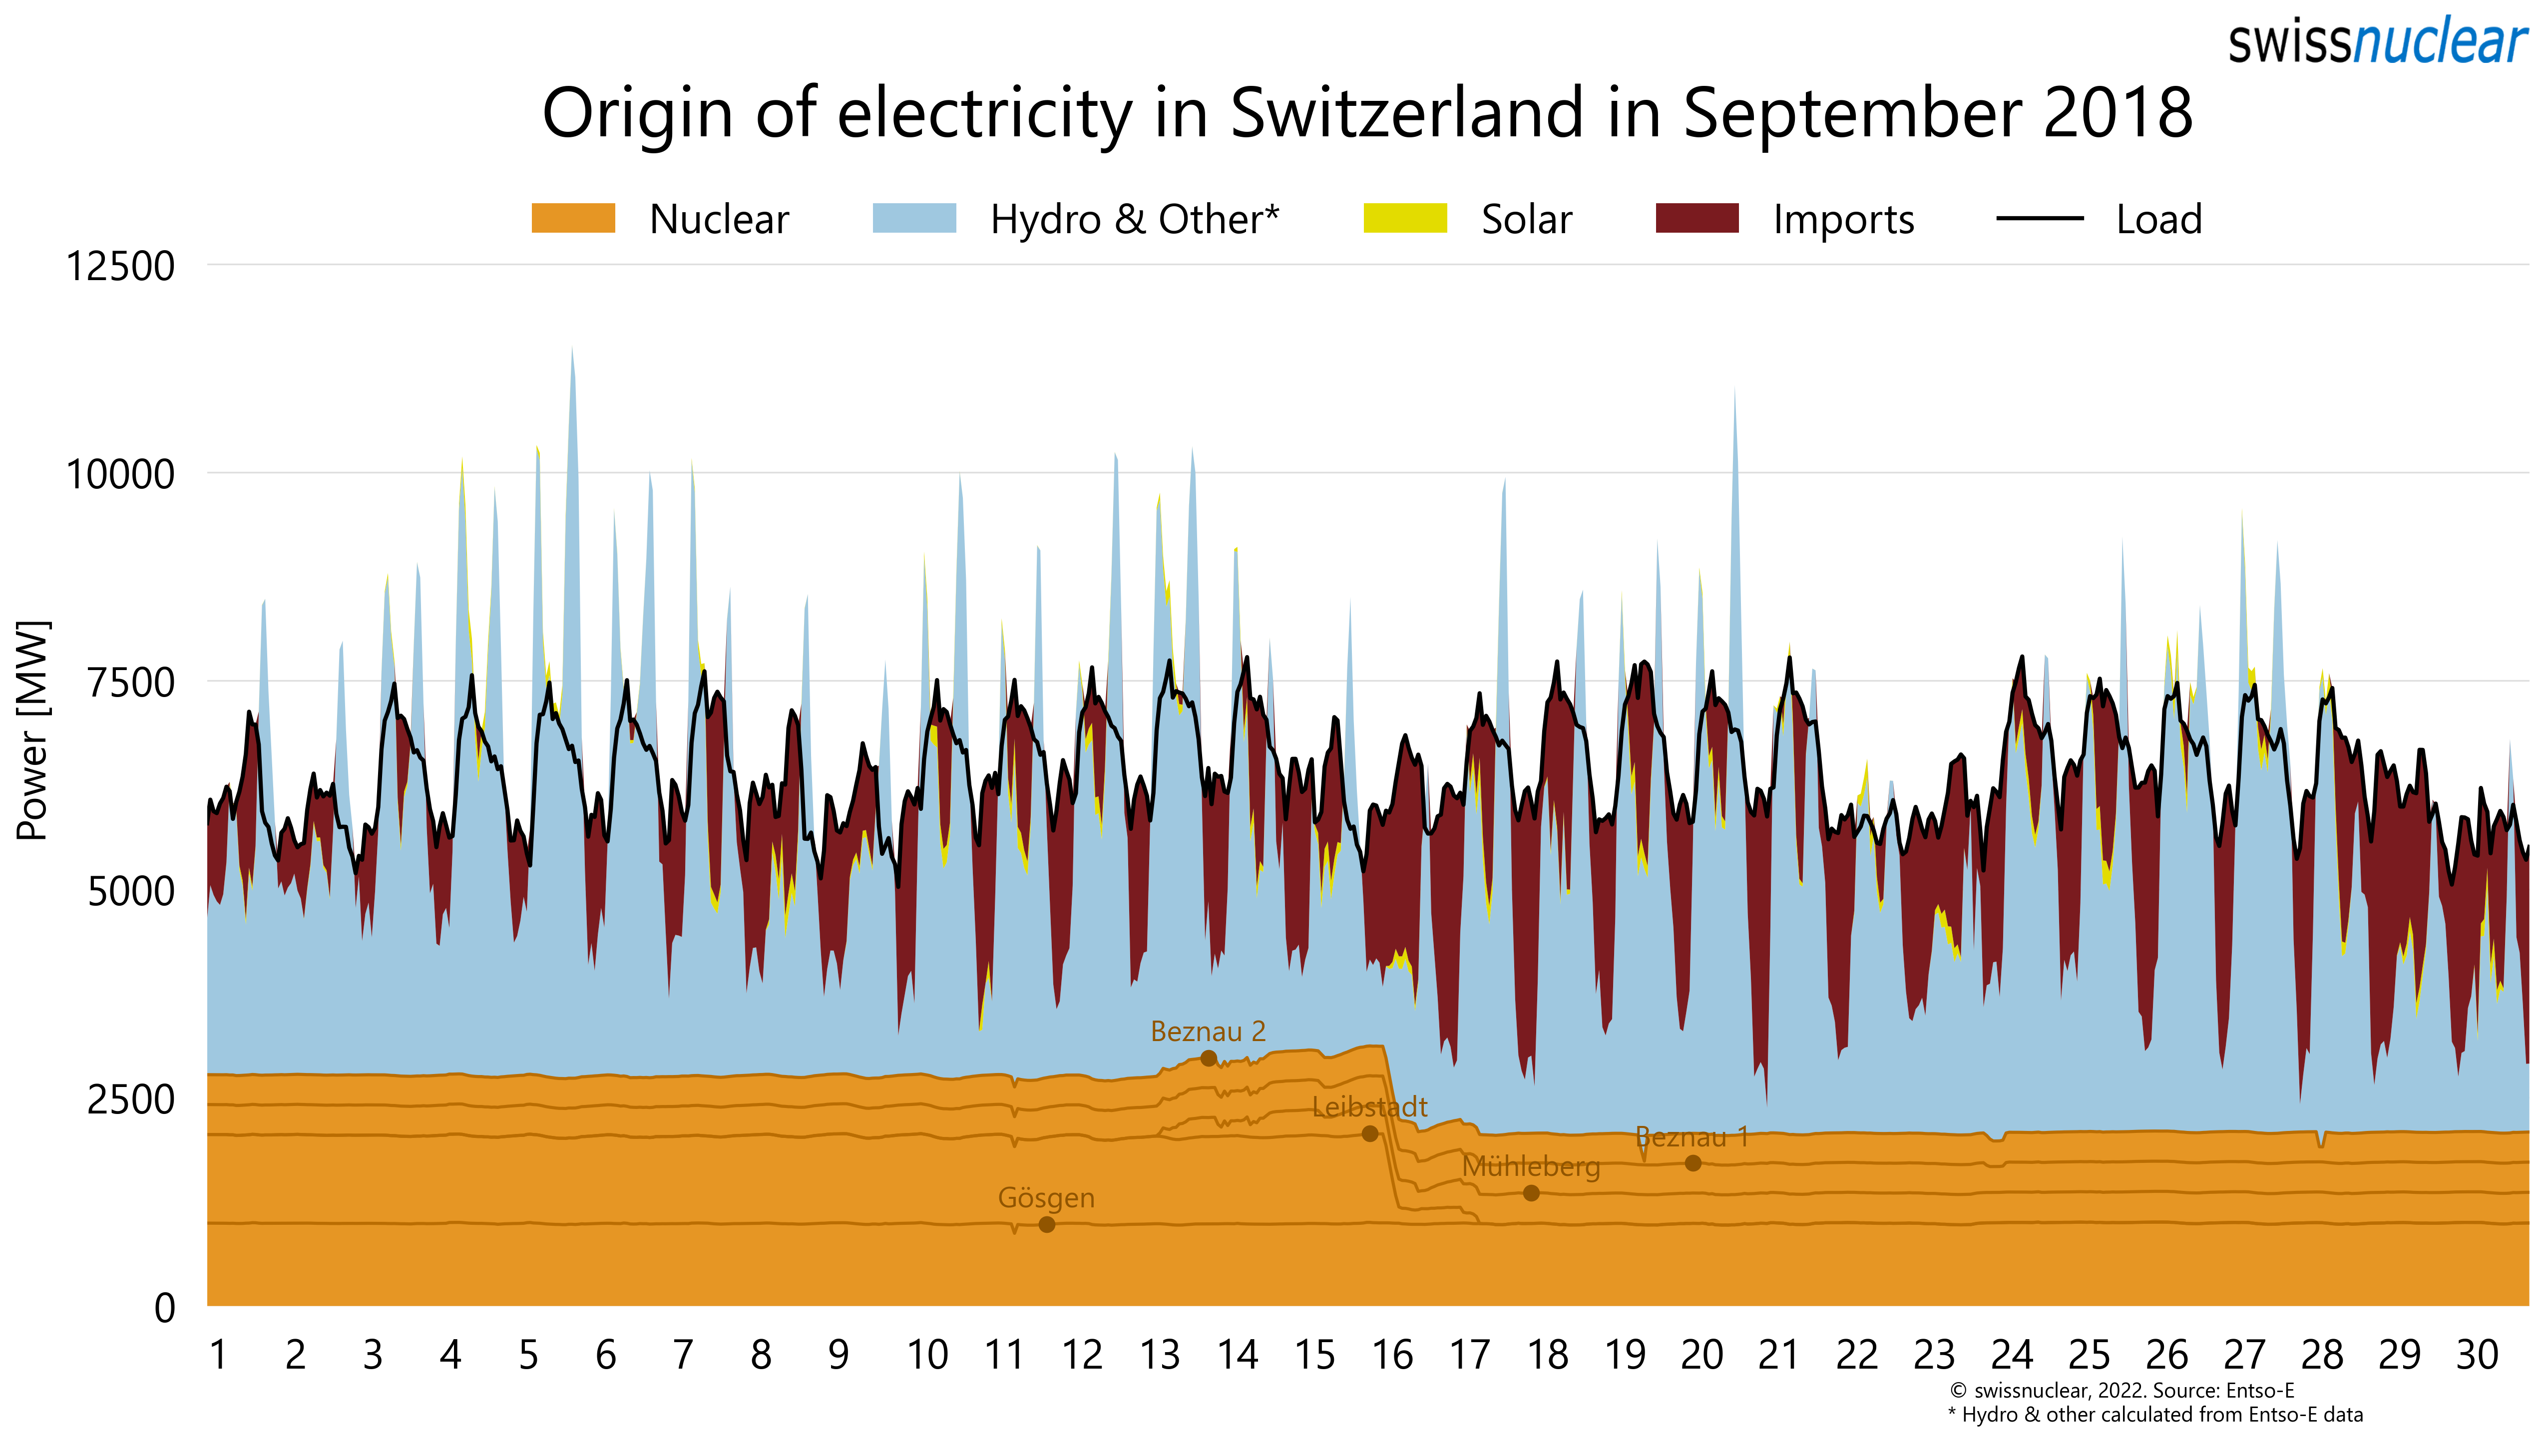 swissnuclear
Origin of electricity in Switzerland in September 2018
Nuclear Hydro & Other* Solar Imports Load
12500
10000
7500
5000
2500
0
Power [MW]
Beznau 2
Leibstadt
Beznau 1
Mühleberg
Gösgen
1 2 3 4 5 6 7 8 9 10 11 12 13 14 15 16 17 18 19 20 21 22 23 24 25 26 27 28 29 30
© swissnuclear, 2022. Source: Entso-E
* Hydro & other calculated from Entso-E data